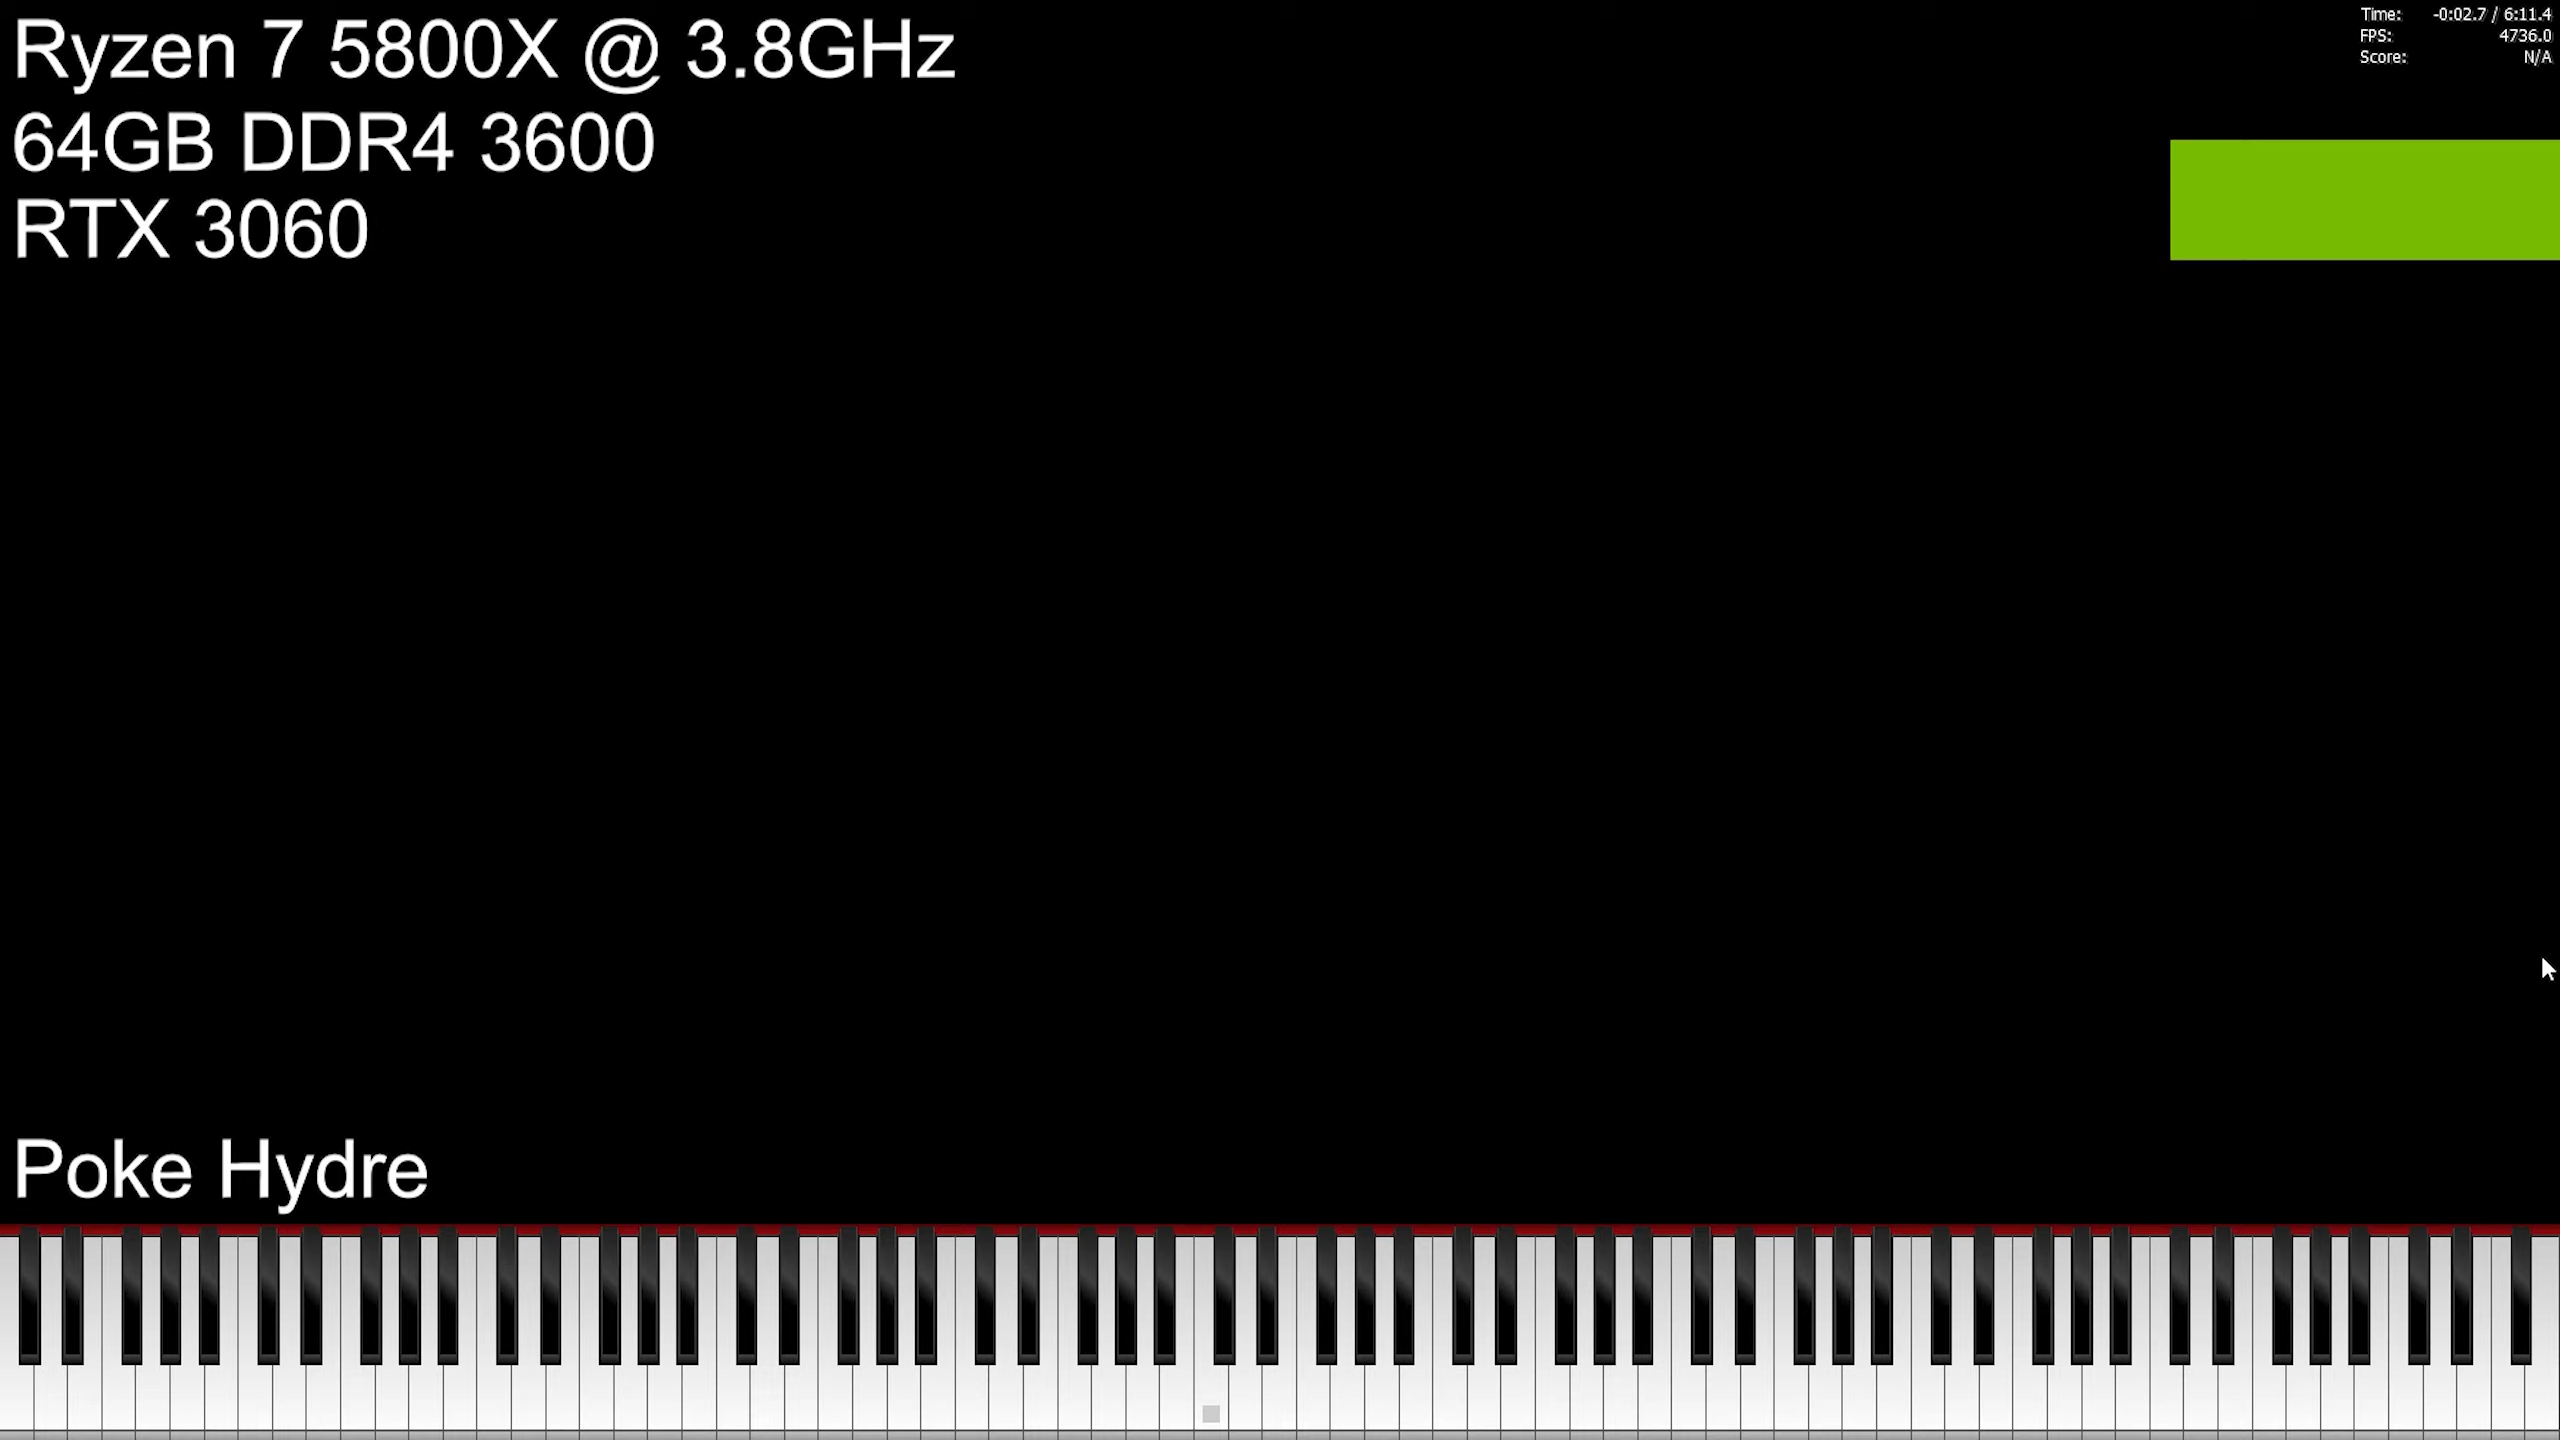 Ryzen 7 5800X @ 3.8GHz
64GB DDR4 3600
RTX 3060
Time: -0:02.7 / 6:11.4
FPS: 4736.0
Score: N/A
Poke Hydre